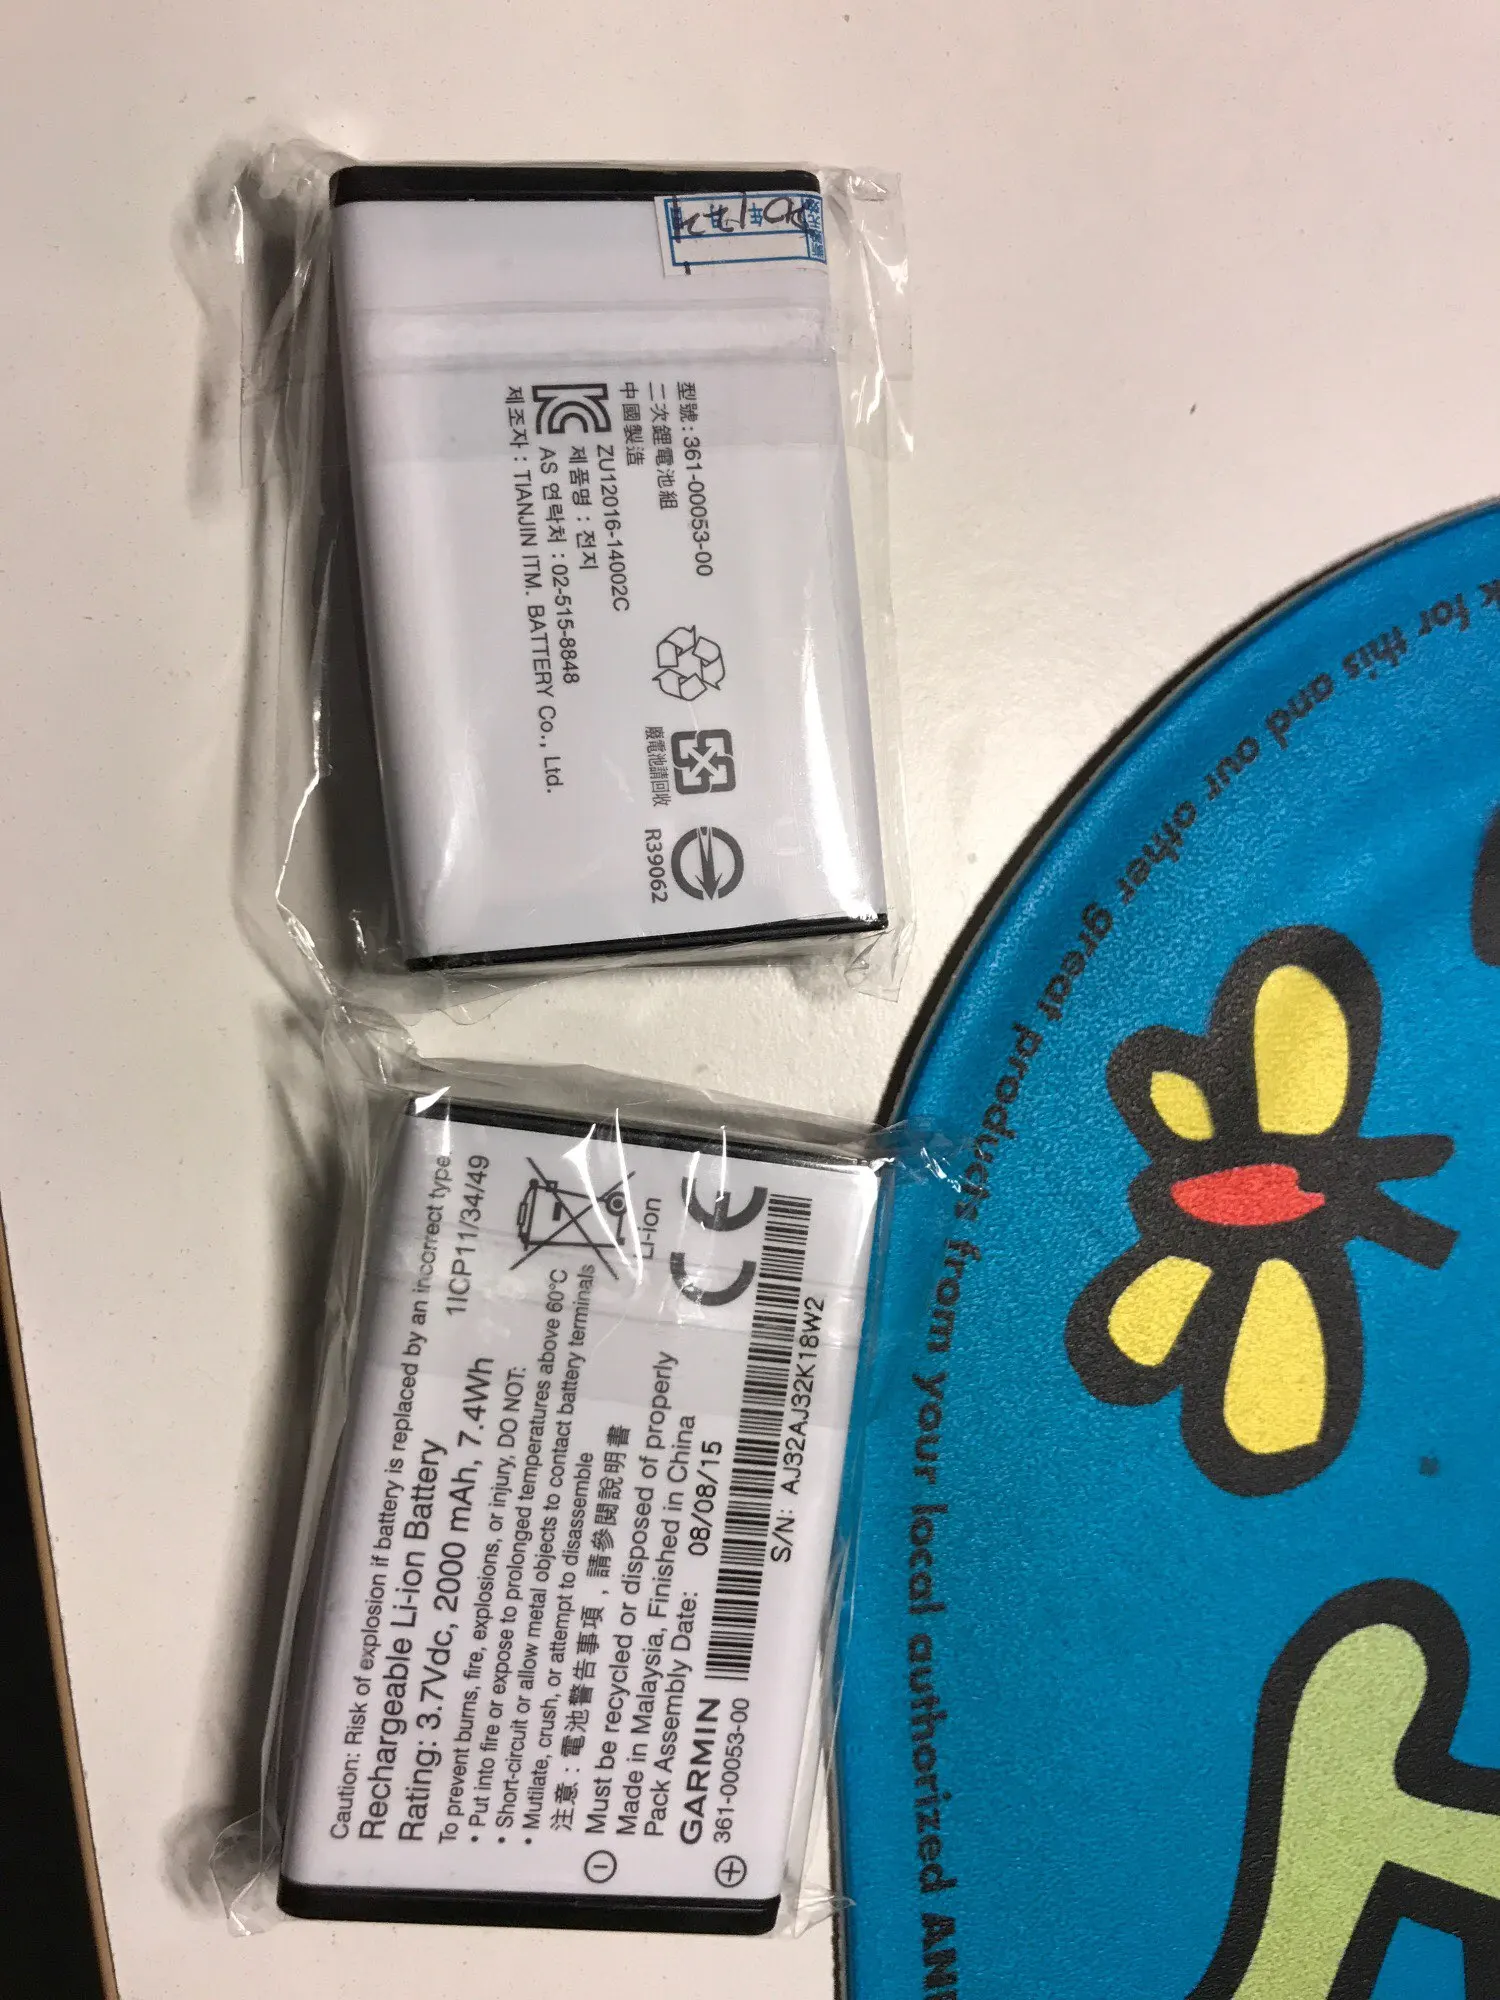 型號 : 361-00053-00
二次鋰電池組
中國製造
廢電池請回收
R39062
ZU12016-14002C
제품명 : 전지
AS 연락처 : 02-515-8848
제조자 : TIANJIN ITM. BATTERY Co., Ltd.
年
月
Caution: Risk of explosion if battery is replaced by an incorrect type.
Rechargeable Li-ion Battery
1ICP11/34/49
Rating: 3.7Vdc, 2000 mAh, 7.4Wh
To prevent burns, fire, explosions, or injury, DO NOT:
• Put into fire or expose to prolonged temperatures above 60°C
• Short-circuit or allow metal objects to contact battery terminals
• Mutilate, crush, or attempt to disassemble
注意 : 電池警告事項 , 請參閱說明書
Must be recycled or disposed of properly
Made in Malaysia, Finished in China
Pack Assembly Date: 08/08/15
Li-ion
CE
GARMIN
361-00053-00
S/N: AJ32AJ32K18W2
k for this and our other great products from your local authorized